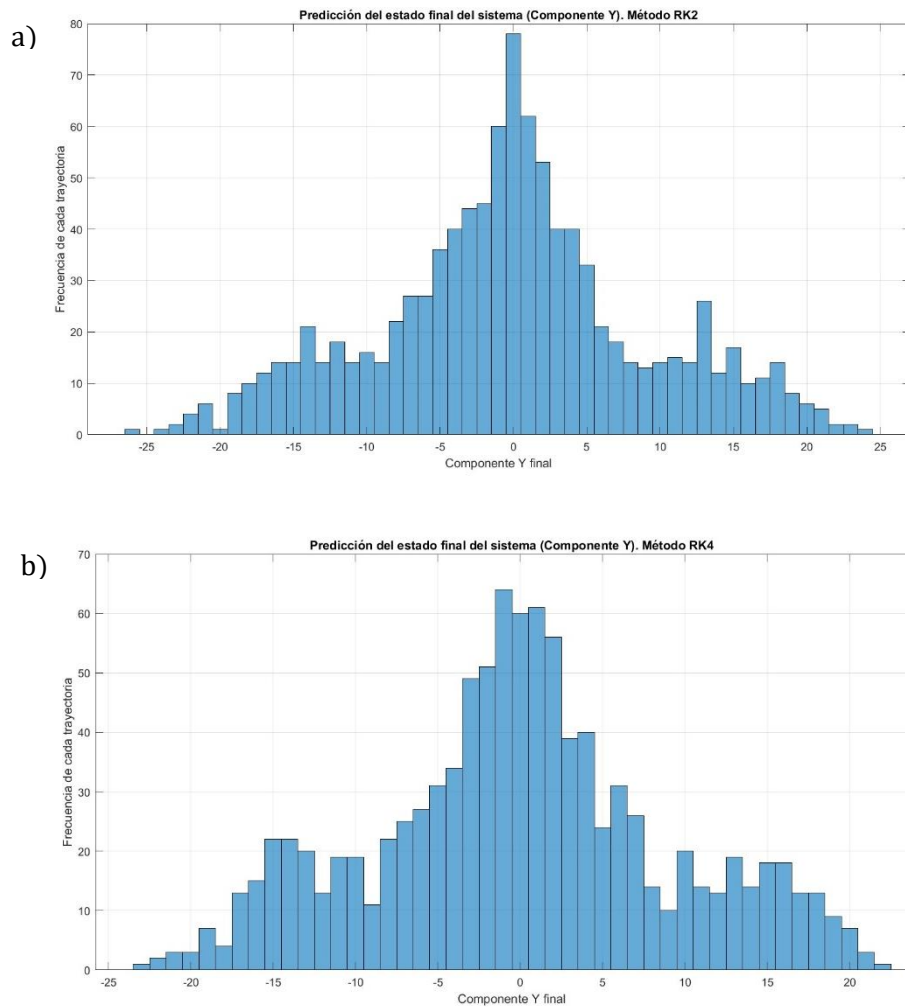 a)
Predicción del estado final del sistema (Componente Y). Método RK2
80
70
60
50
40
30
20
10
0
Frecuencia de cada trayectoria
-25 -20 -15 -10 -5 0 5 10 15 20 25
Componente Y final
b)
Predicción del estado final del sistema (Componente Y). Método RK4
70
60
50
40
30
20
10
0
Frecuencia de cada trayectoria
-25 -20 -15 -10 -5 0 5 10 15 20
Componente Y final